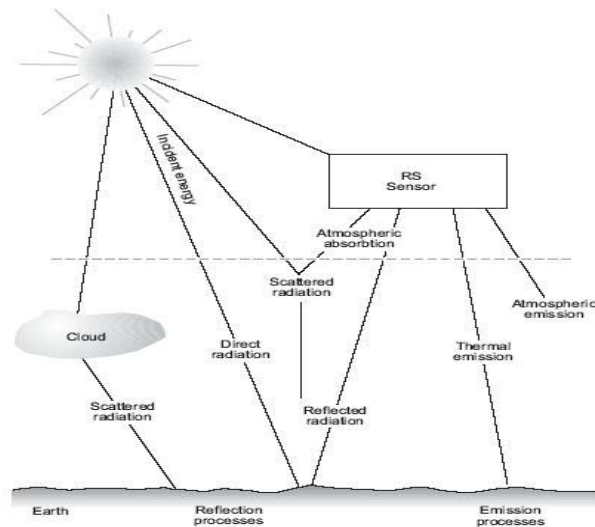 Incident energy
RS
Sensor
Atmospheric
absorbtion
Scattered
radiation
Atmospheric
emission
Cloud
Direct
radiation
Thermal
emission
Scattered
radiation
Reflected
radiation
Earth
Reflection
processes
Emission
processes